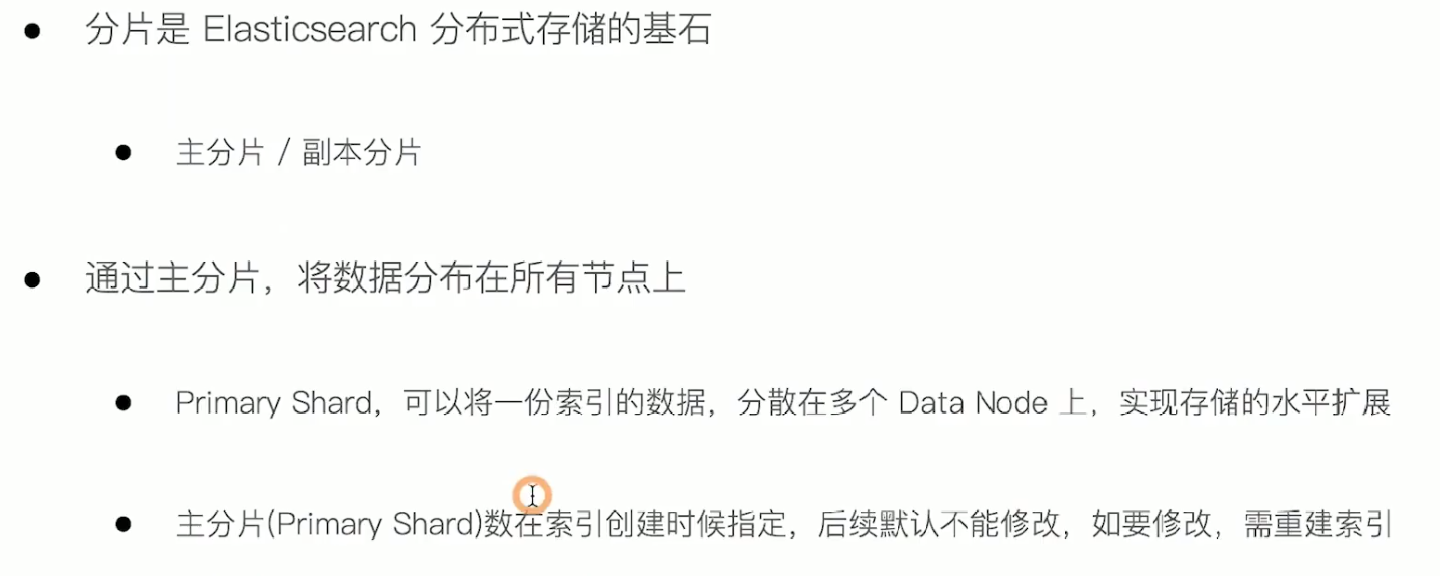 分片是 Elasticsearch 分布式存储的基石
主分片 / 副本分片
通过主分片，将数据分布在所有节点上
Primary Shard，可以将一份索引的数据，分散在多个 Data Node 上，实现存储的水平扩展
主分片(Primary Shard)数在索引创建时候指定，后续默认不能修改，如要修改，需重建索引